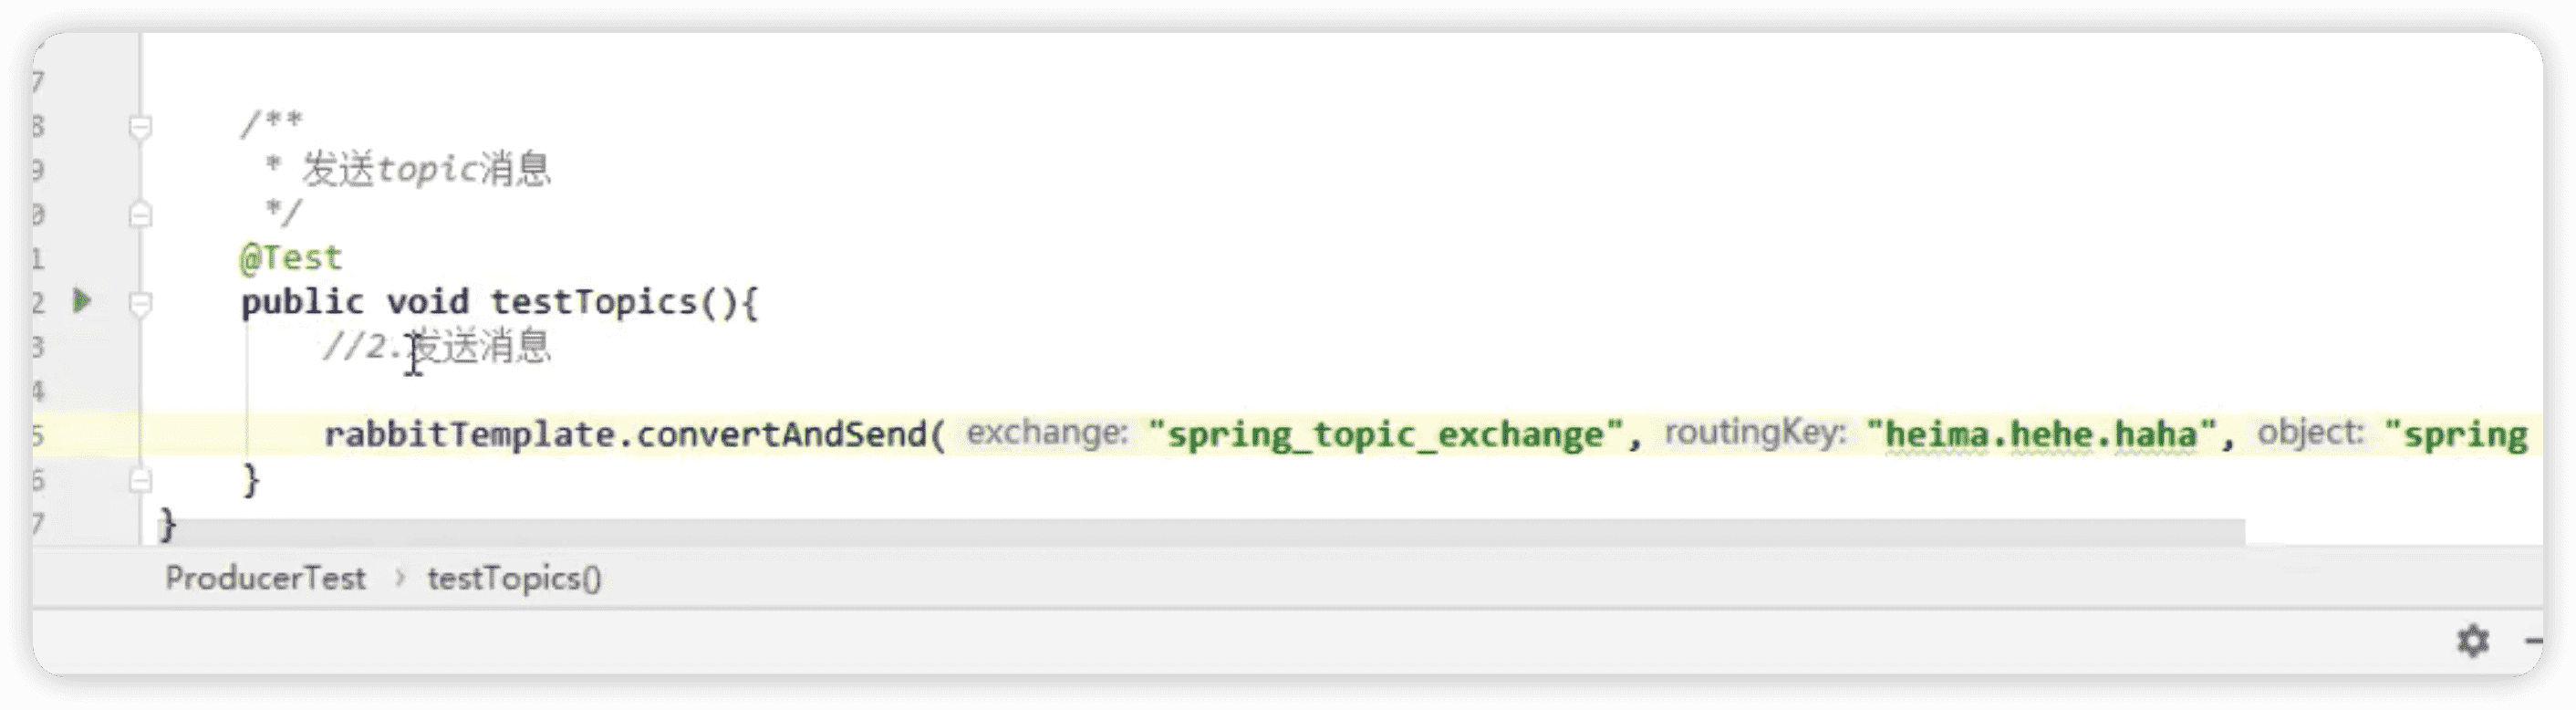 7
8 /**
9 * 发送topic消息
0 */
1 @Test
2 public void testTopics(){
3 //2.发送消息
4
5 rabbitTemplate.convertAndSend( exchange: "spring_topic_exchange", routingKey: "heima.hehe.haha", object: "spring
6 }
7 }
ProducerTest › testTopics()